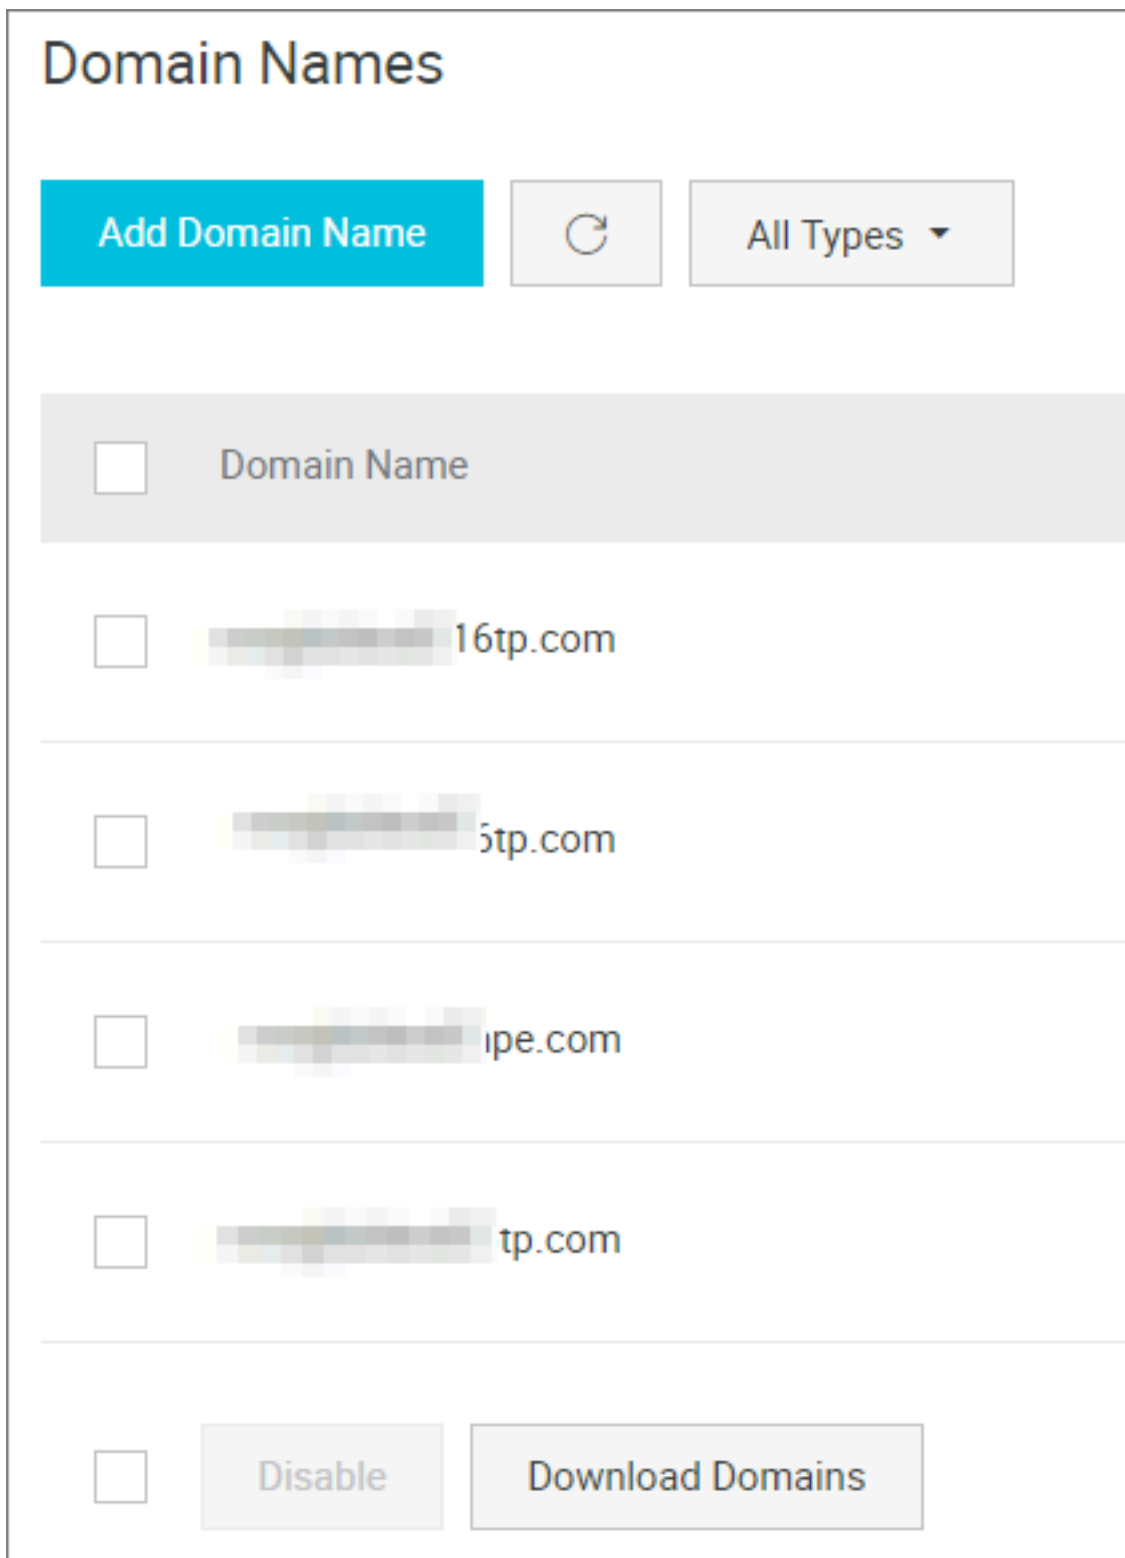 Domain Names
Add Domain Name All Types
Domain Name
16tp.com
tp.com
pe.com
tp.com
Disable Download Domains